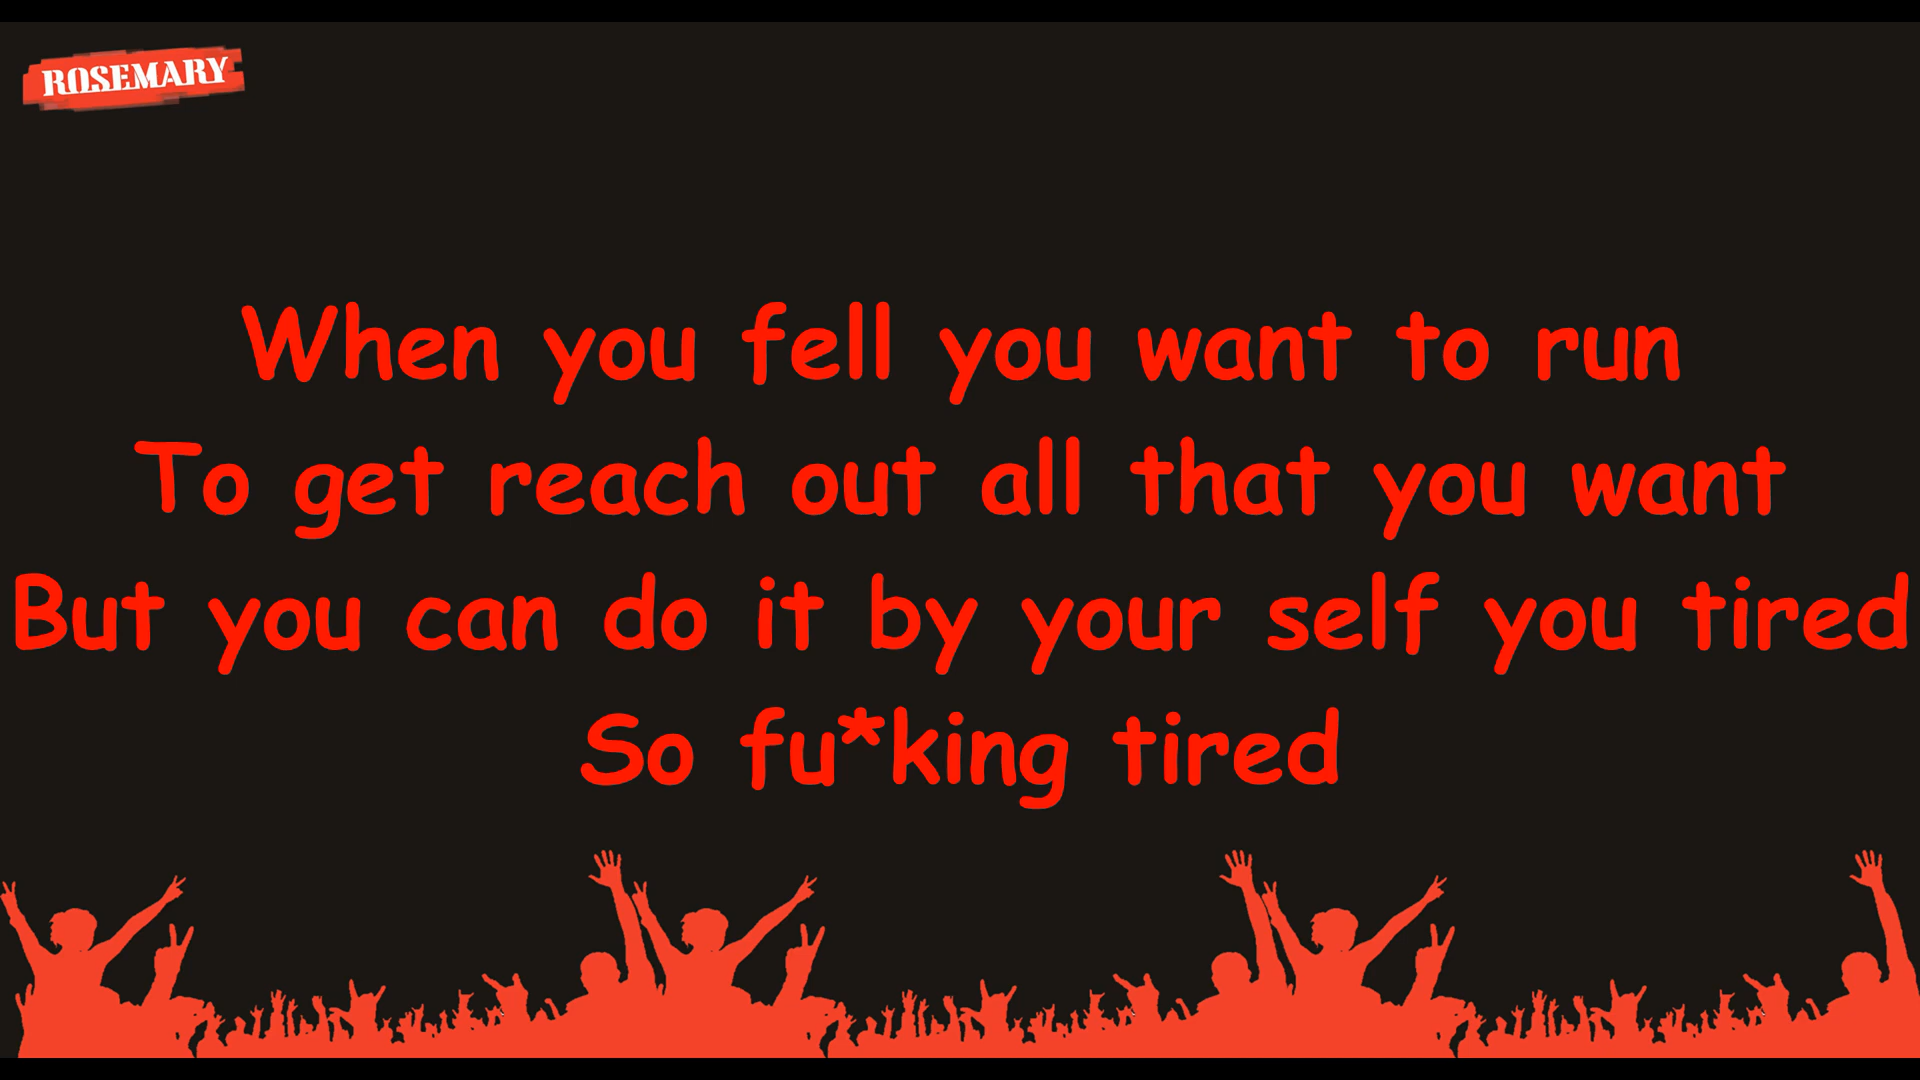 ROSEMARY
When you fell you want to run
To get reach out all that you want
But you can do it by your self you tired
So fu*king tired